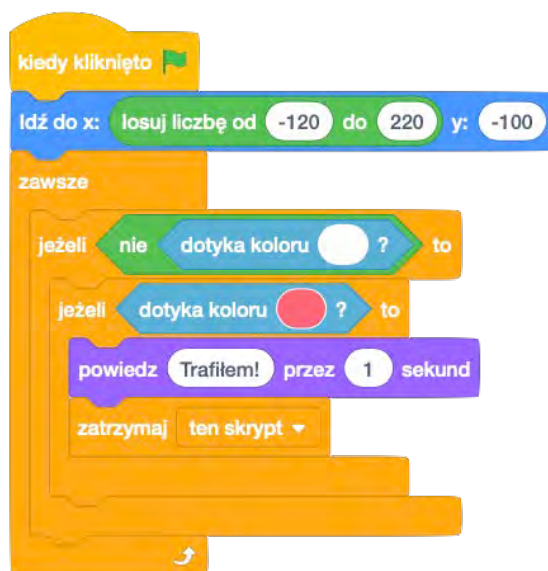 kiedy kliknięto
Idź do x: losuj liczbę od -120 do 220 y: -100
zawsze
jeżeli nie dotyka koloru ? to
jeżeli dotyka koloru ? to
powiedz Trafiłem! przez 1 sekund
zatrzymaj ten skrypt